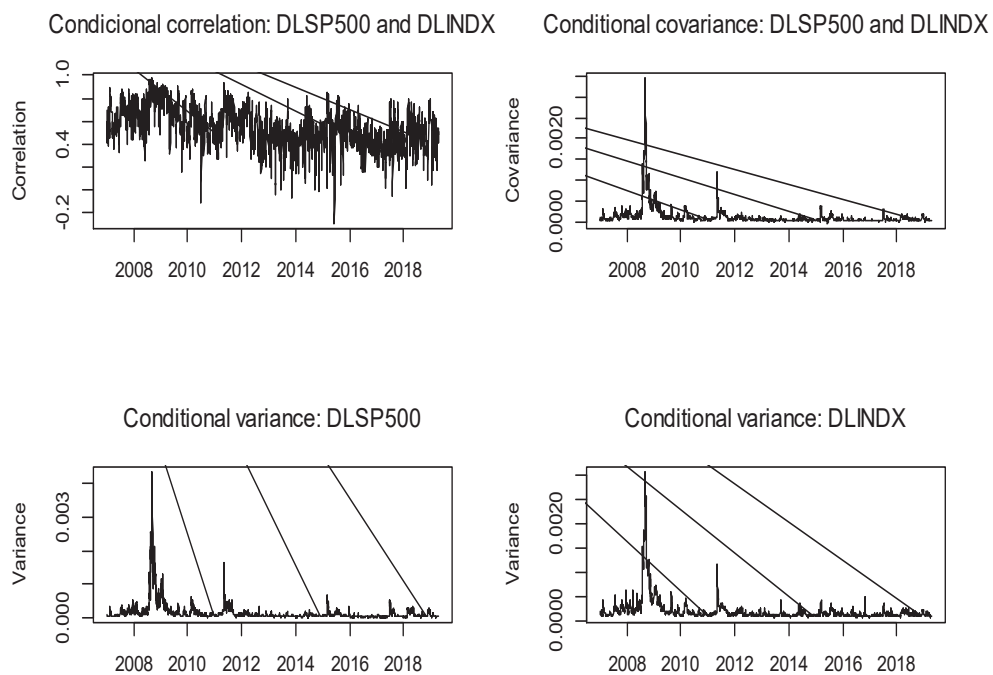 Condicional correlation: DLSP500 and DLINDX
Conditional covariance: DLSP500 and DLINDX
Correlation
1.0
0.4
-0.2
2008 2010 2012 2014 2016 2018
Covariance
0.0020
0.0000
2008 2010 2012 2014 2016 2018
Conditional variance: DLSP500
Conditional variance: DLINDX
Variance
0.003
0.000
2008 2010 2012 2014 2016 2018
Variance
0.0020
0.0000
2008 2010 2012 2014 2016 2018